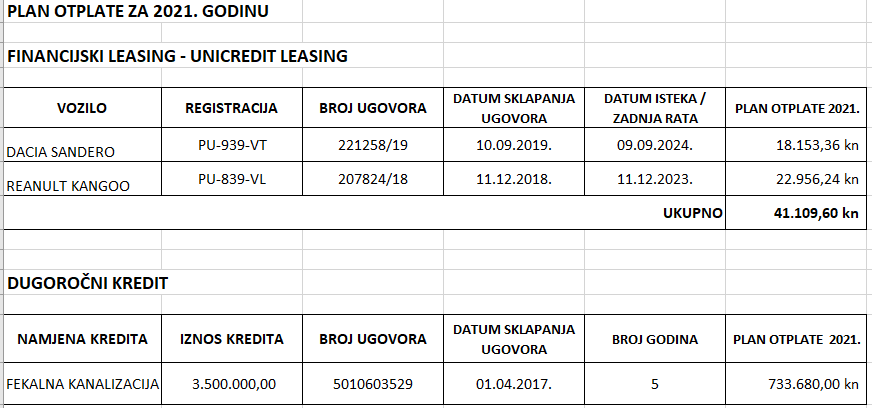 PLAN OTPLATE ZA 2021. GODINU
FINANCIJSKI LEASING - UNICREDIT LEASING
VOZILO REGISTRACIJA BROJ UGOVORA DATUM SKLAPANJA UGOVORA DATUM ISTEKA / ZADNJA RATA PLAN OTPLATE 2021.
DACIA SANDERO PU-939-VT 221258/19 10.09.2019. 09.09.2024. 18.153,36 kn
REANULT KANGOO PU-839-VL 207824/18 11.12.2018. 11.12.2023. 22.956,24 kn
UKUPNO 41.109,60 kn
DUGOROČNI KREDIT
NAMJENA KREDITA IZNOS KREDITA BROJ UGOVORA DATUM SKLAPANJA UGOVORA BROJ GODINA PLAN OTPLATE 2021.
FEKALNA KANALIZACIJA 3.500.000,00 5010603529 01.04.2017. 5 733.680,00 kn